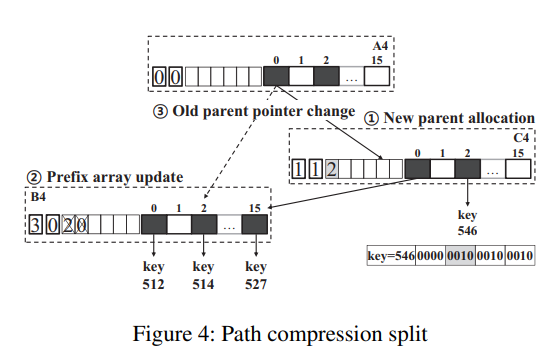 A4
0 1 2 15
0 0 ...
③ Old parent pointer change
① New parent allocation
C4
0 1 2 15
1 1 2 ...
② Prefix array update
B4
0 1 2 15
3 0 2 0 ...
key
546
key key key
512 514 527
key=546 0000 0010 0010 0010
Figure 4: Path compression split